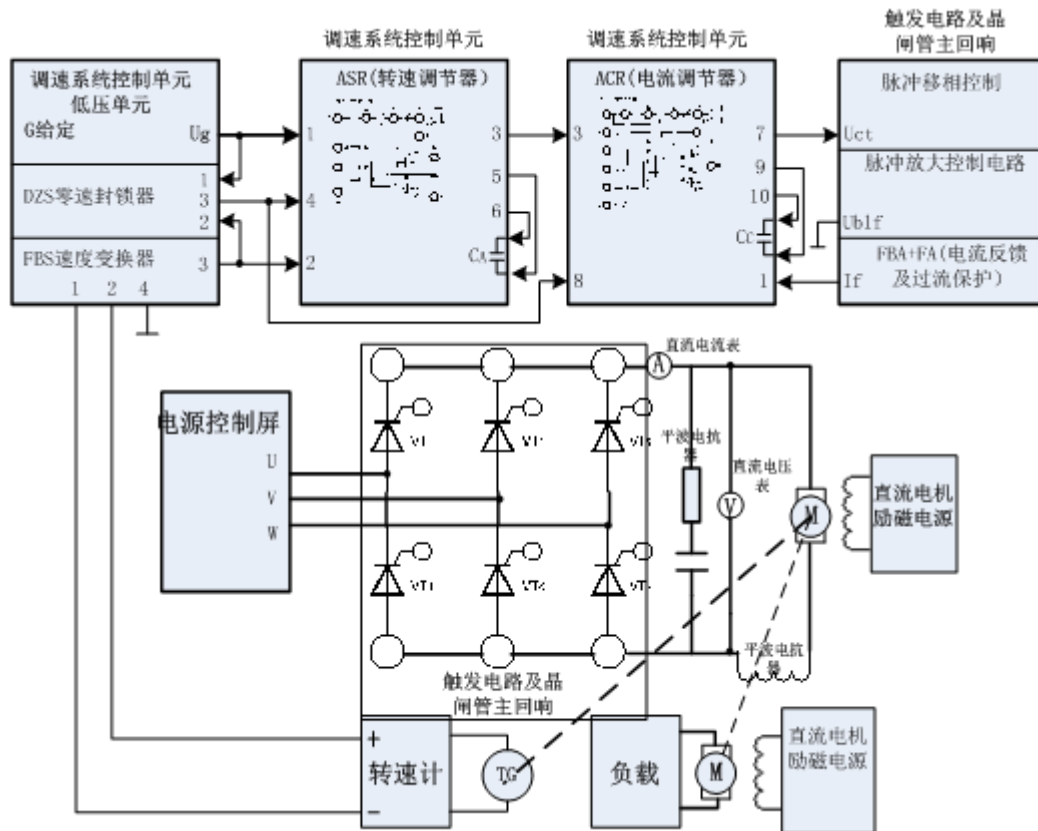 调速系统控制单元
调速系统控制单元
触发电路及晶
闸管主回响
调速系统控制单元
低压单元
G给定
Ug
1
DZS零速封锁器
3
2
FBS速度变换器
3
1
2
4
ASR(转速调节器)
1
3
5
4
6
CA
2
ACR(电流调节器)
3
7
9
10
CC
8
1
脉冲移相控制
Uct
脉冲放大控制电路
Ublf
FBA+FA(电流反馈
及过流保护)
If
直流电流表
A
电源控制屏
U
V
W
平波电抗
器
直流电压
表
V
M
直流电机
励磁电源
平波电抗
器
触发电路及晶
闸管主回响
+
转速计
−
TG
负载
M
直流电机
励磁电源